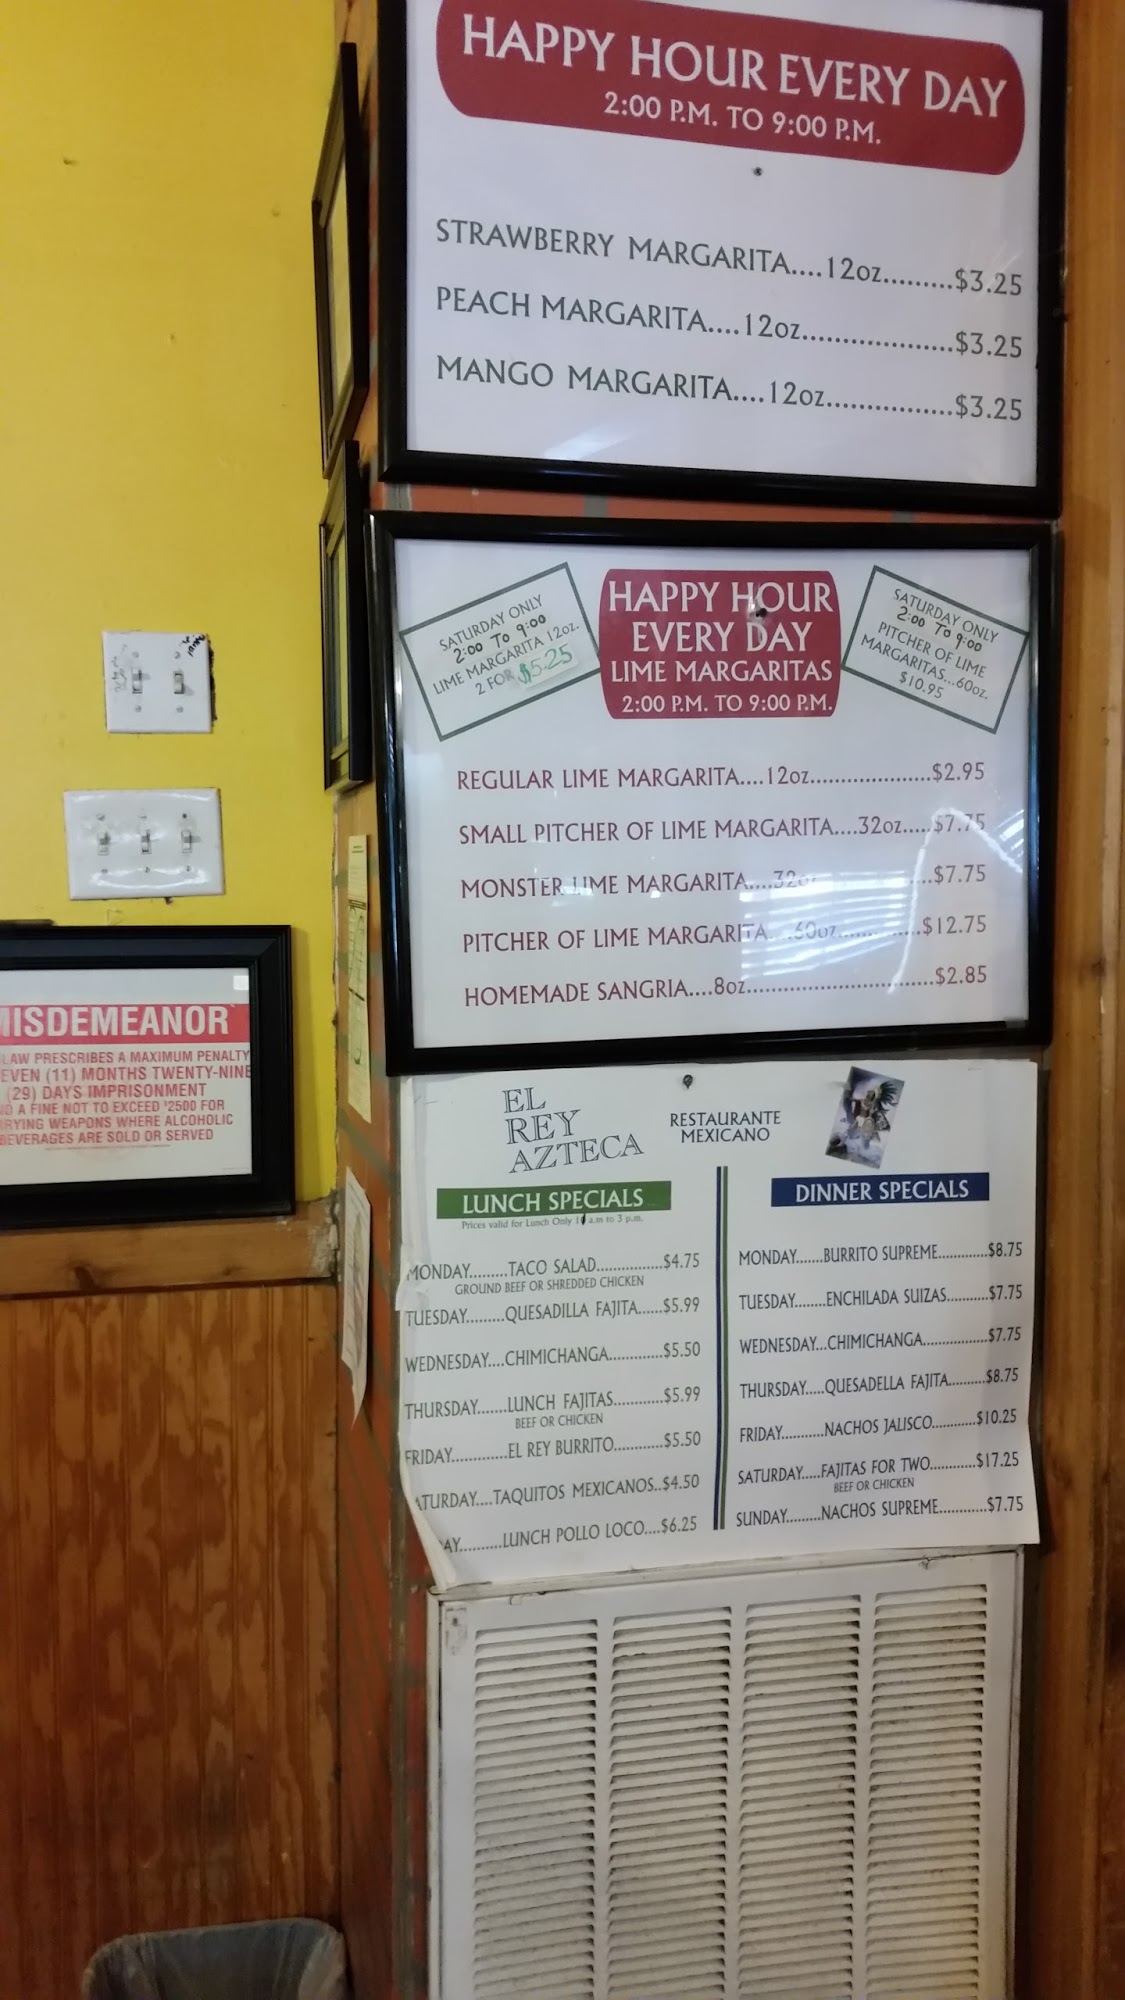 HAPPY HOUR EVERY DAY
2:00 P.M. TO 9:00 P.M.
STRAWBERRY MARGARITA....12oz.........$3.25
PEACH MARGARITA....12oz...................$3.25
MANGO MARGARITA....12oz................$3.25
SATURDAY ONLY
2:00 TO 9:00
LIME MARGARITA 12oz.
2 FOR $5.25
HAPPY HOUR
EVERY DAY
LIME MARGARITAS
2:00 P.M. TO 9:00 P.M.
SATURDAY ONLY
2:00 TO 9:00
PITCHER OF LIME
MARGARITAS...60oz.
$10.95
REGULAR LIME MARGARITA....12oz....................$2.95
SMALL PITCHER OF LIME MARGARITA....32oz.....$7.75
MONSTER LIME MARGARITA....32oz...$7.75
PITCHER OF LIME MARGARITA....60oz..............$12.75
HOMEMADE SANGRIA....8oz................................$2.85
MISDEMEANOR
LAW PRESCRIBES A MAXIMUM PENALTY
EVEN (11) MONTHS TWENTY-NINE
(29) DAYS IMPRISONMENT
ND A FINE NOT TO EXCEED $2500 FOR
RRYING WEAPONS WHERE ALCOHOLIC
BEVERAGES ARE SOLD OR SERVED
EL
REY
AZTECA
RESTAURANTE
MEXICANO
LUNCH SPECIALS
Prices valid for Lunch Only a.m to 3 p.m.
MONDAY.........TACO SALAD................$4.75
GROUND BEEF OR SHREDDED CHICKEN
TUESDAY.........QUESADILLA FAJITA......$5.99
WEDNESDAY....CHIMICHANGA.............$5.50
THURSDAY.......LUNCH FAJITAS............$5.99
BEEF OR CHICKEN
FRIDAY.............EL REY BURRITO............$5.50
ATURDAY....TAQUITOS MEXICANOS..$4.50
AY..........LUNCH POLLO LOCO....$6.25
DINNER SPECIALS
MONDAY.......BURRITO SUPREME.............$8.75
TUESDAY........ENCHILADA SUIZAS...........$7.75
WEDNESDAY...CHIMICHANGA.................$7.75
THURSDAY.....QUESADELLA FAJITA..........$8.75
FRIDAY...........NACHOS JALISCO............$10.25
SATURDAY.....FAJITAS FOR TWO............$17.25
BEEF OR CHICKEN
SUNDAY.........NACHOS SUPREME............$7.75